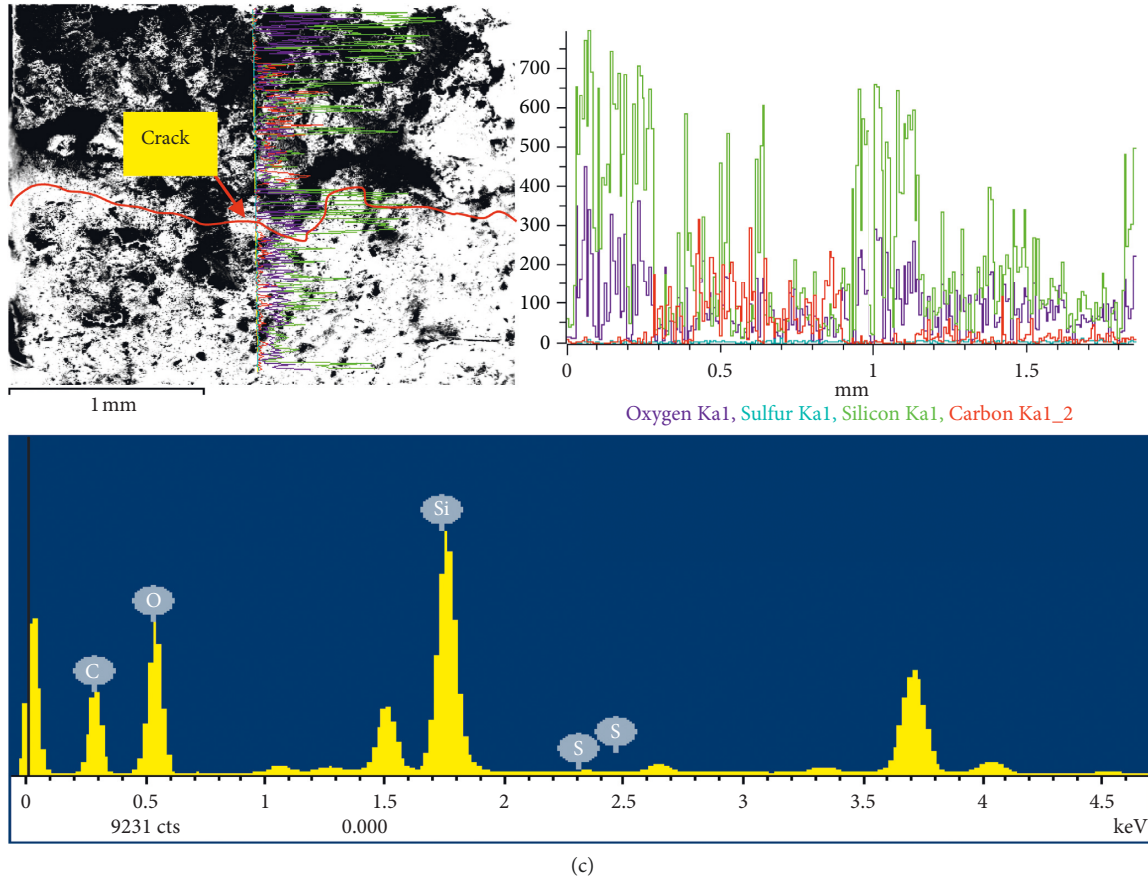 Crack
1 mm
700
600
500
400
300
200
100
0
0 0.5 1 1.5
mm
Oxygen Ka1, Sulfur Ka1, Silicon Ka1, Carbon Ka1_2
Si
O
C
S
S
0 0.5 1 1.5 2 2.5 3 3.5 4 4.5
9231 cts 0.000 keV
(c)